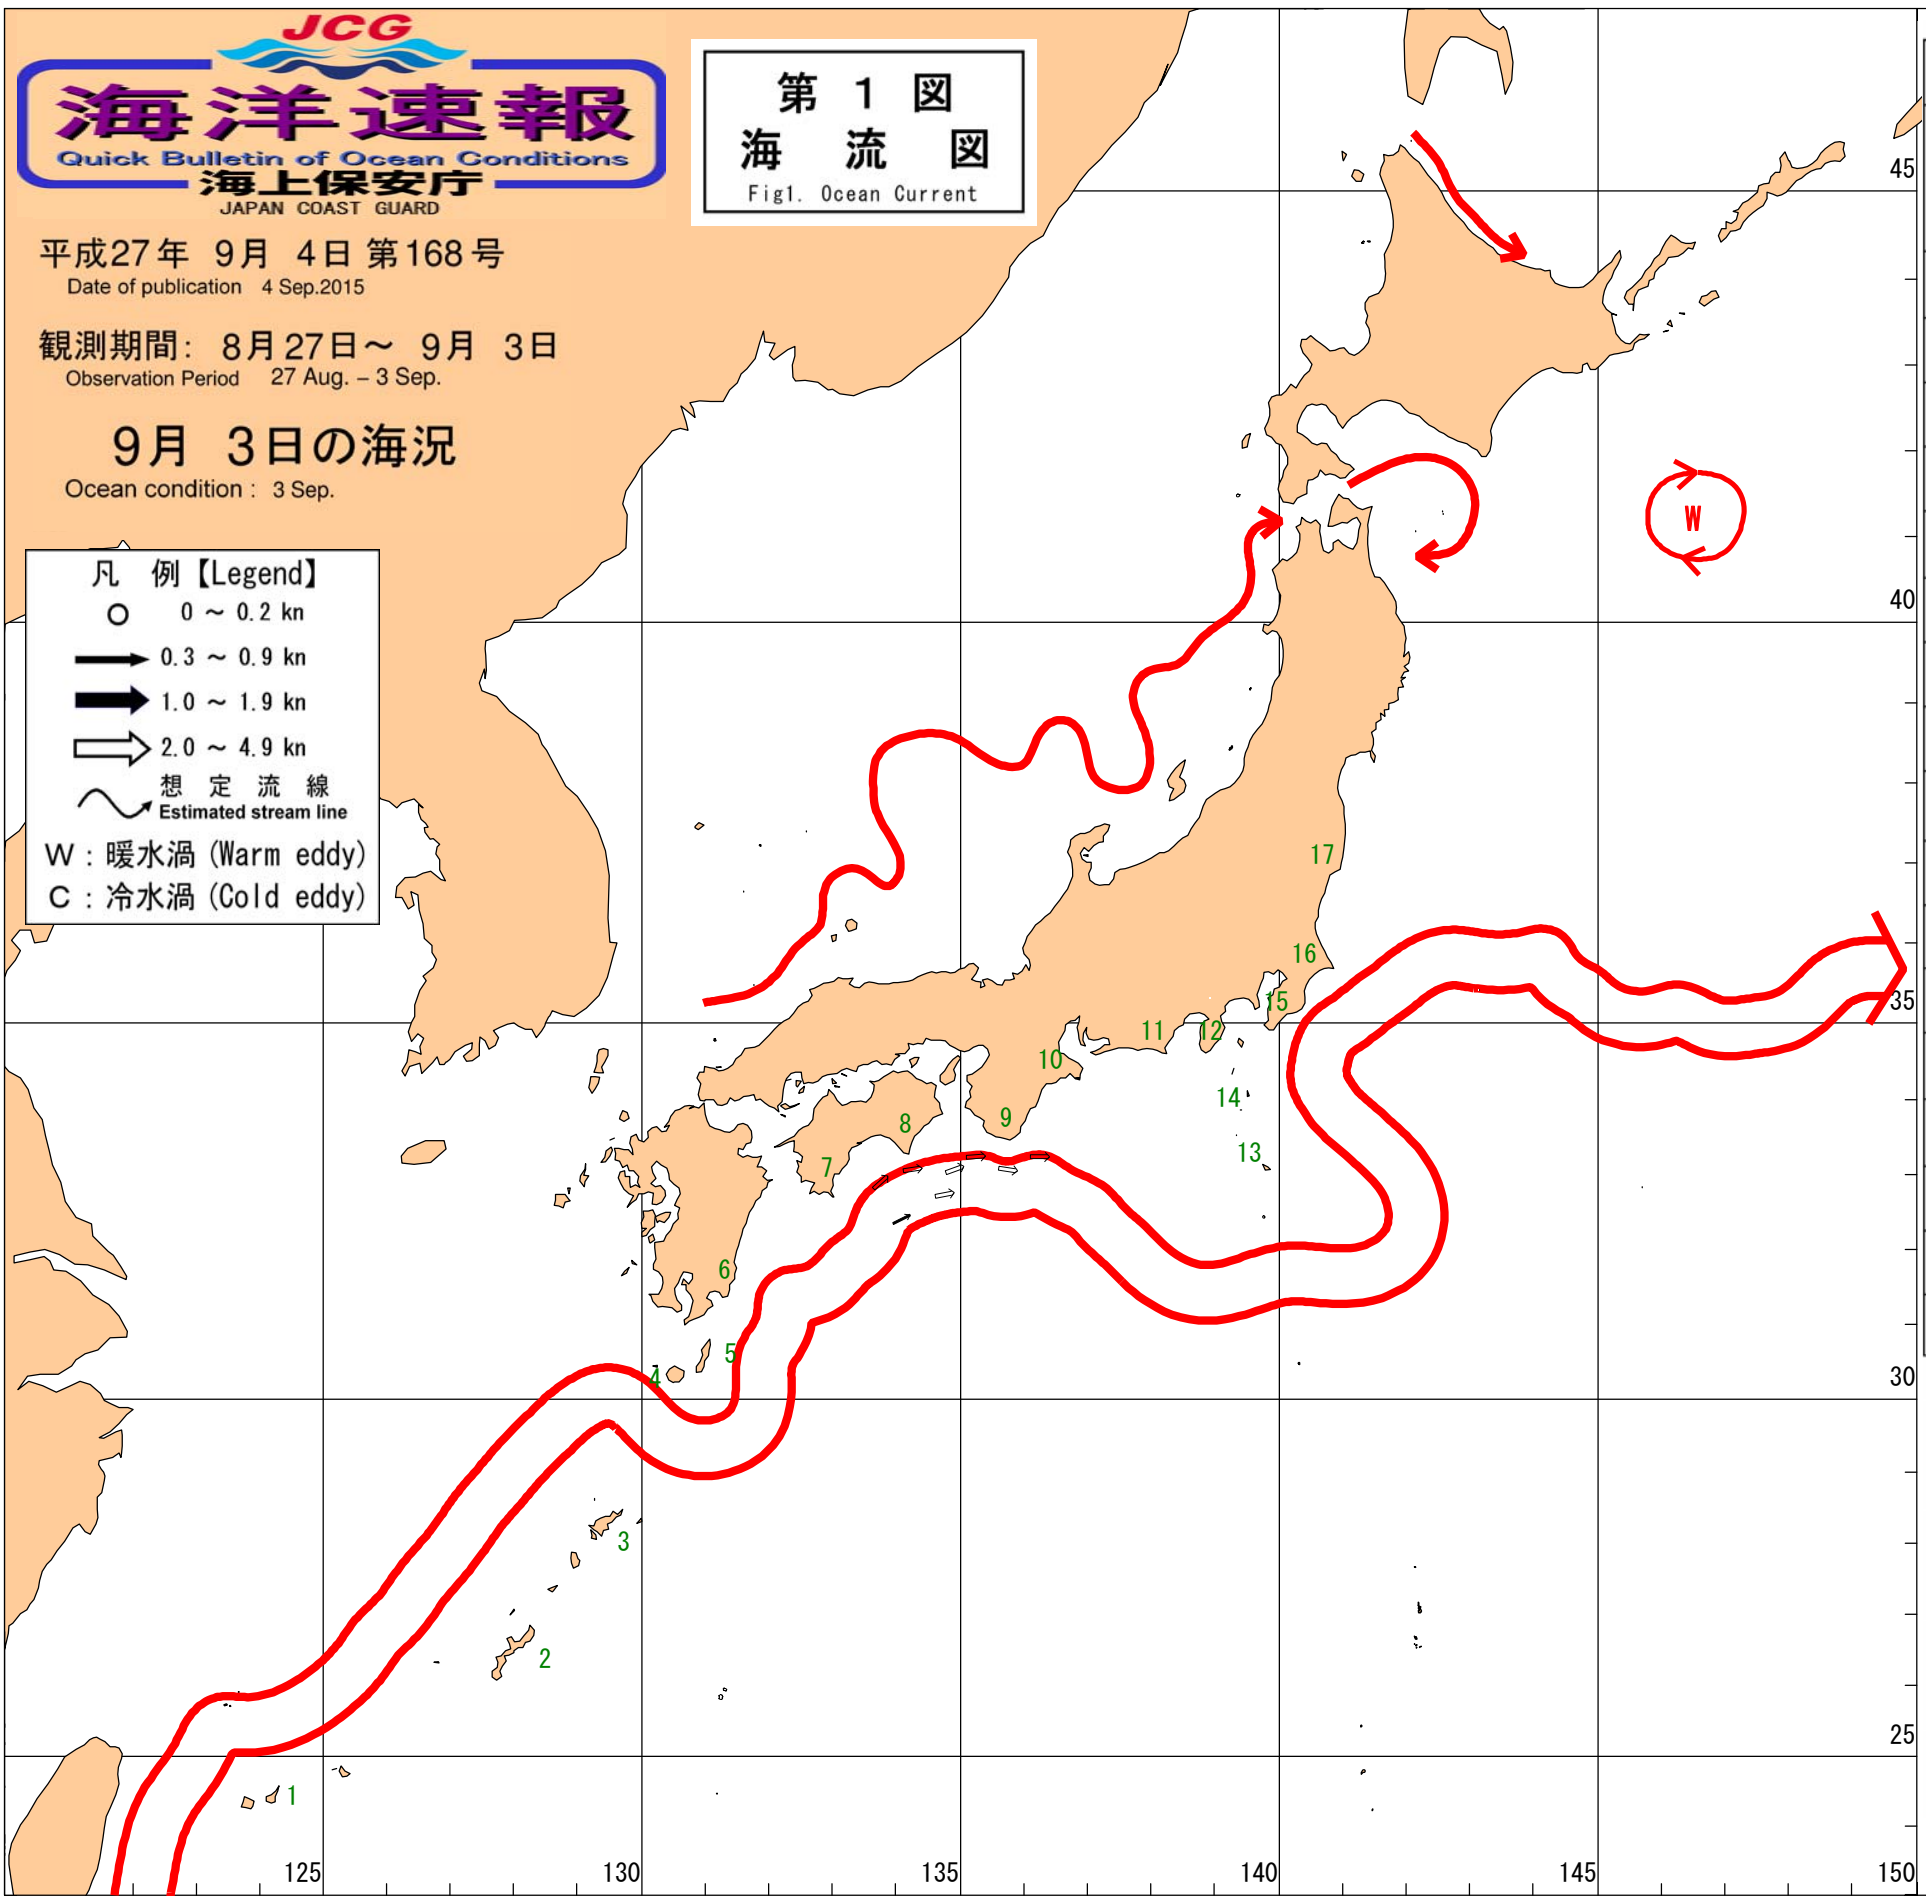 JCG
海洋速報
Quick Bulletin of Ocean Conditions
海上保安庁
JAPAN COAST GUARD
第 1 図
海 流 図
Fig1. Ocean Current
平成27年 9月 4日 第168号
Date of publication 4 Sep.2015
観測期間: 8月27日～ 9月 3日
Observation Period 27 Aug. – 3 Sep.
9月 3日の海況
Ocean condition : 3 Sep.
凡 例【Legend】
0 ～ 0.2 kn
0.3 ～ 0.9 kn
1.0 ～ 1.9 kn
2.0 ～ 4.9 kn
想 定 流 線
Estimated stream line
W : 暖水渦 (Warm eddy)
C : 冷水渦 (Cold eddy)
45
W
40
17
16
35
15
12
11
10
14
9
8
13
7
6
5
4
30
3
2
25
1
125
130
135
140
145
150